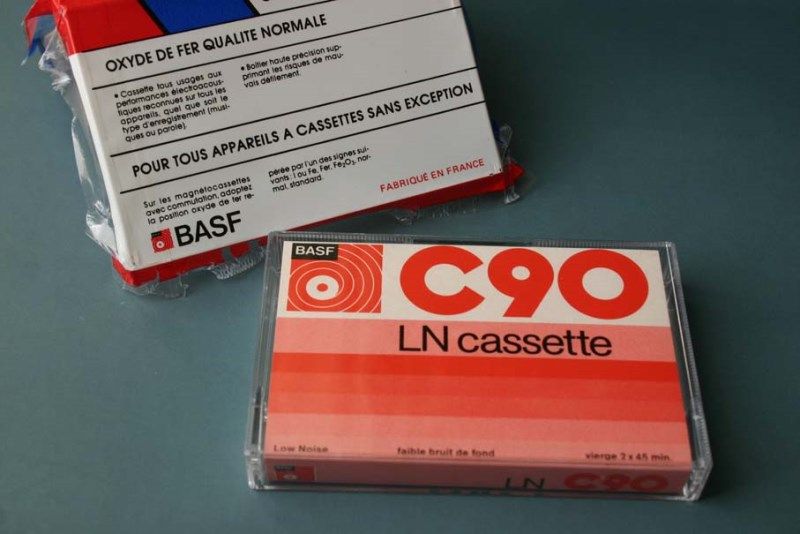 OXYDE DE FER QUALITE NORMALE
• Cassette tous usages aux
performances électroacous-
tiques reconnues sur tous les
appareils, quel que soit le
type d'enregistrement (musi-
ques ou parole).
• Boîtier haute précision sup-
primant les risques de mau-
vais défilement.
POUR TOUS APPAREILS A CASSETTES SANS EXCEPTION
Sur les magnétocassettes
avec commutation, adoptez
la position oxyde de fer re-
pérée par l'un des signes sui-
vants : I ou Fe, Fer, Fe2O3, nor-
mal, standard.
FABRIQUÉ EN FRANCE
BASF
BASF
C90
LN cassette
Low Noise
faible bruit de fond
vierge 2 x 45 min.
LN C90